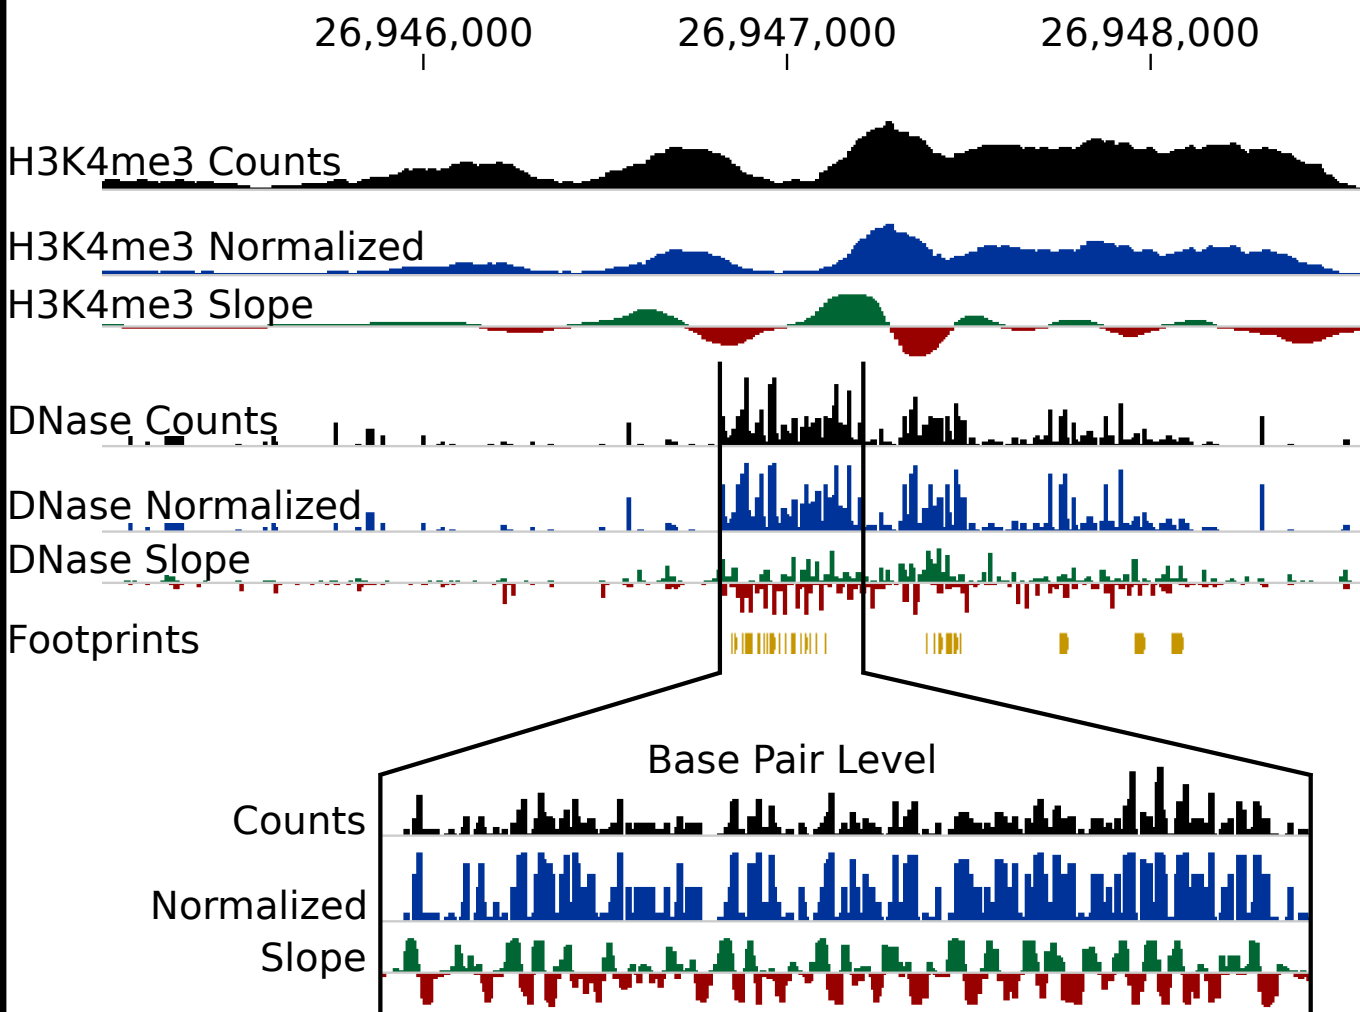 26,946,000 26,947,000 26,948,000
H3K4me3 Counts
H3K4me3 Normalized
H3K4me3 Slope
DNase Counts
DNase Normalized
DNase Slope
Footprints
Base Pair Level
Counts
Normalized
Slope